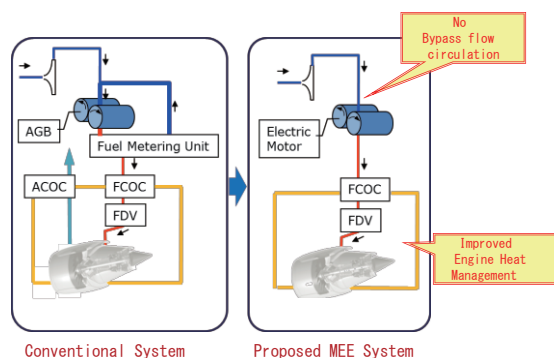 No
Bypass flow
circulation
AGB
Fuel Metering Unit
Electric
Motor
ACOC
FCOC
FCOC
FDV
FDV
Improved
Engine Heat
Management
Conventional System
Proposed MEE System